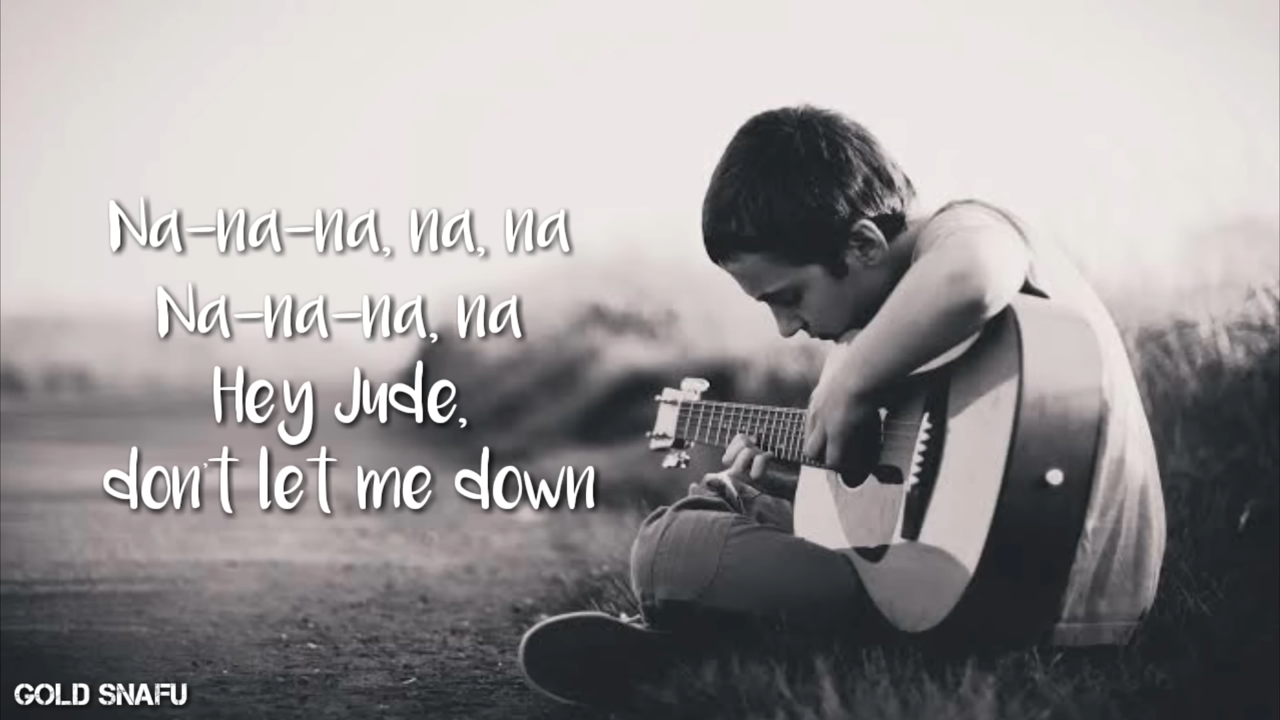 Na-na-na, na, na
Na-na-na, na
Hey Jude,
don't let me down
GOLD SNAFU